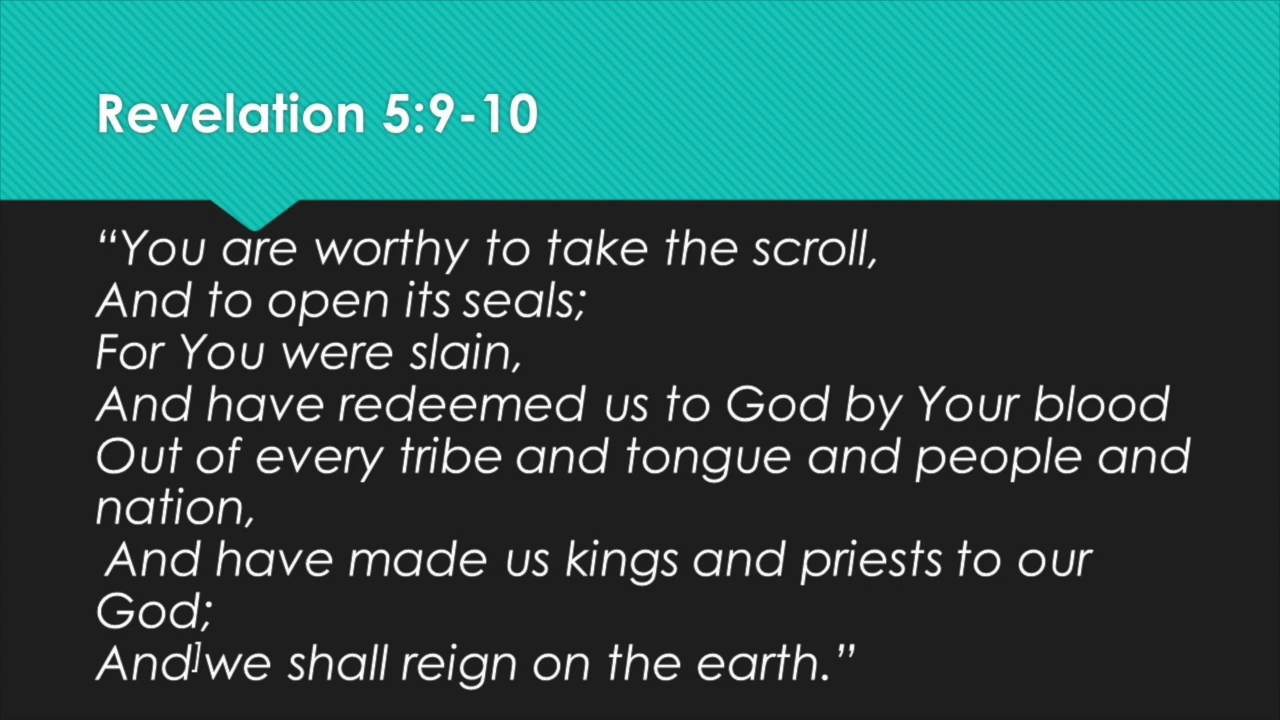 Revelation 5:9-10
“You are worthy to take the scroll,
And to open its seals;
For You were slain,
And have redeemed us to God by Your blood
Out of every tribe and tongue and people and
nation,
And have made us kings and priests to our
God;
And we shall reign on the earth.”